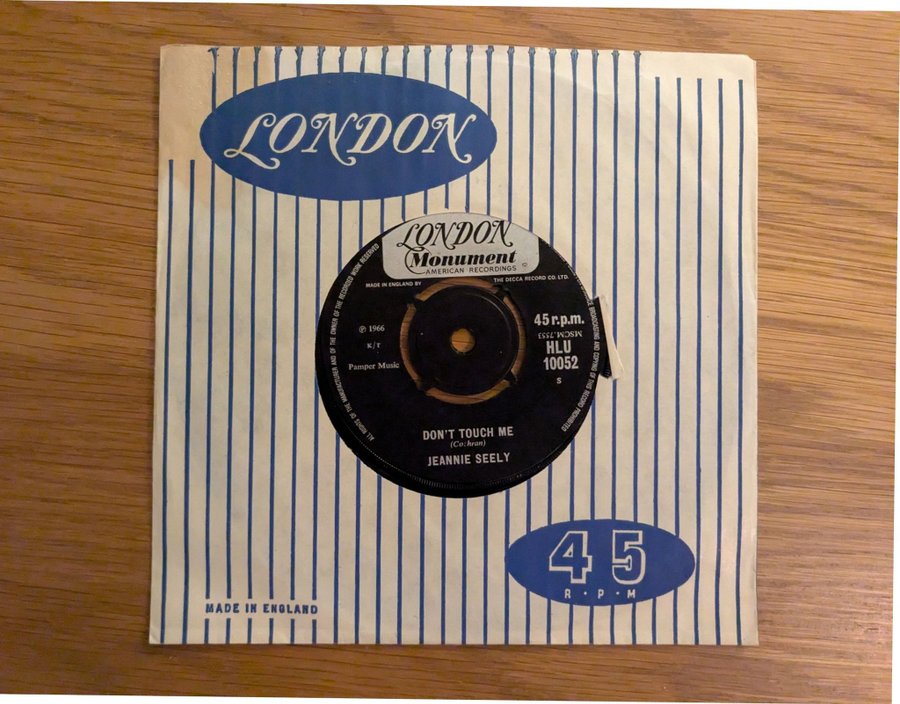 LONDON
LONDON
Monument
AMERICAN RECORDINGS
MADE IN ENGLAND BY
THE DECCA RECORD CO. LTD.
ALL RIGHTS OF THE MANUFACTURER AND OF THE OWNER OF THE RECORDED WORK RESERVED
BROADCASTING AND COPYING OF THIS RECORD PROHIBITED
℗ 1966
K/T
Pamper Music
45 r.p.m.
MSCM.7553
HLU
10052
S
DON'T TOUCH ME
(Co:hran)
JEANNIE SEELY
45
R·P·M
MADE IN ENGLAND